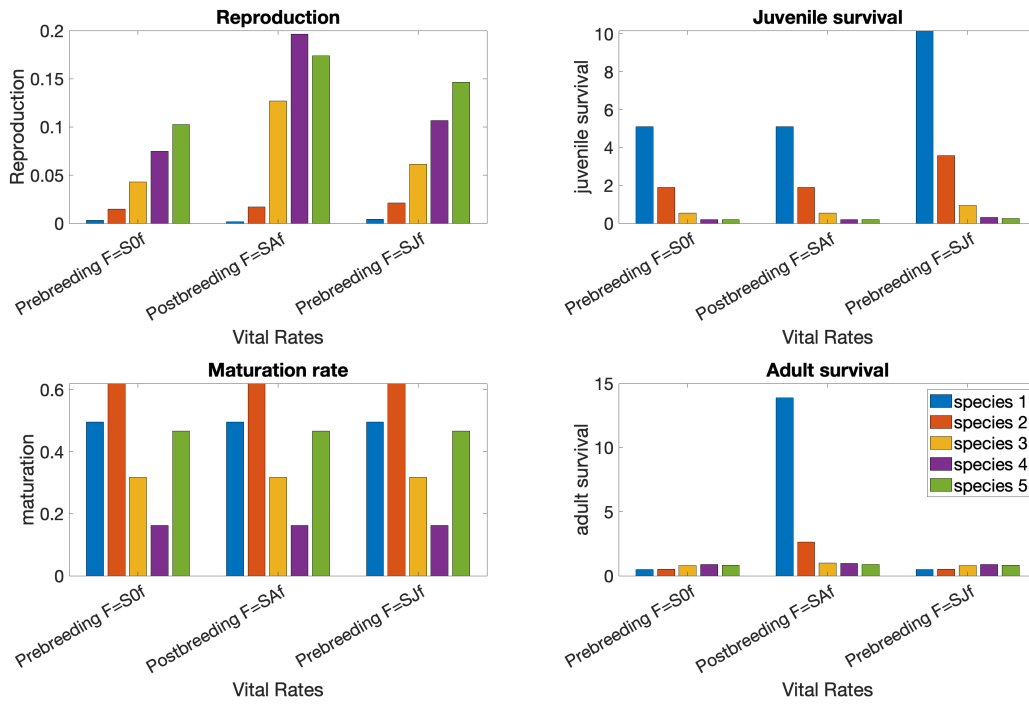 Reproduction
Reproduction
0.2
0.15
0.1
0.05
0
Prebreeding F=S0f
Postbreeding F=SAf
Prebreeding F=SJf
Vital Rates
Juvenile survival
juvenile survival
10
8
6
4
2
0
Prebreeding F=S0f
Postbreeding F=SAf
Prebreeding F=SJf
Vital Rates
Maturation rate
maturation
0.6
0.4
0.2
0
Prebreeding F=S0f
Postbreeding F=SAf
Prebreeding F=SJf
Vital Rates
Adult survival
adult survival
15
10
5
0
species 1
species 2
species 3
species 4
species 5
Prebreeding F=S0f
Postbreeding F=SAf
Prebreeding F=SJf
Vital Rates